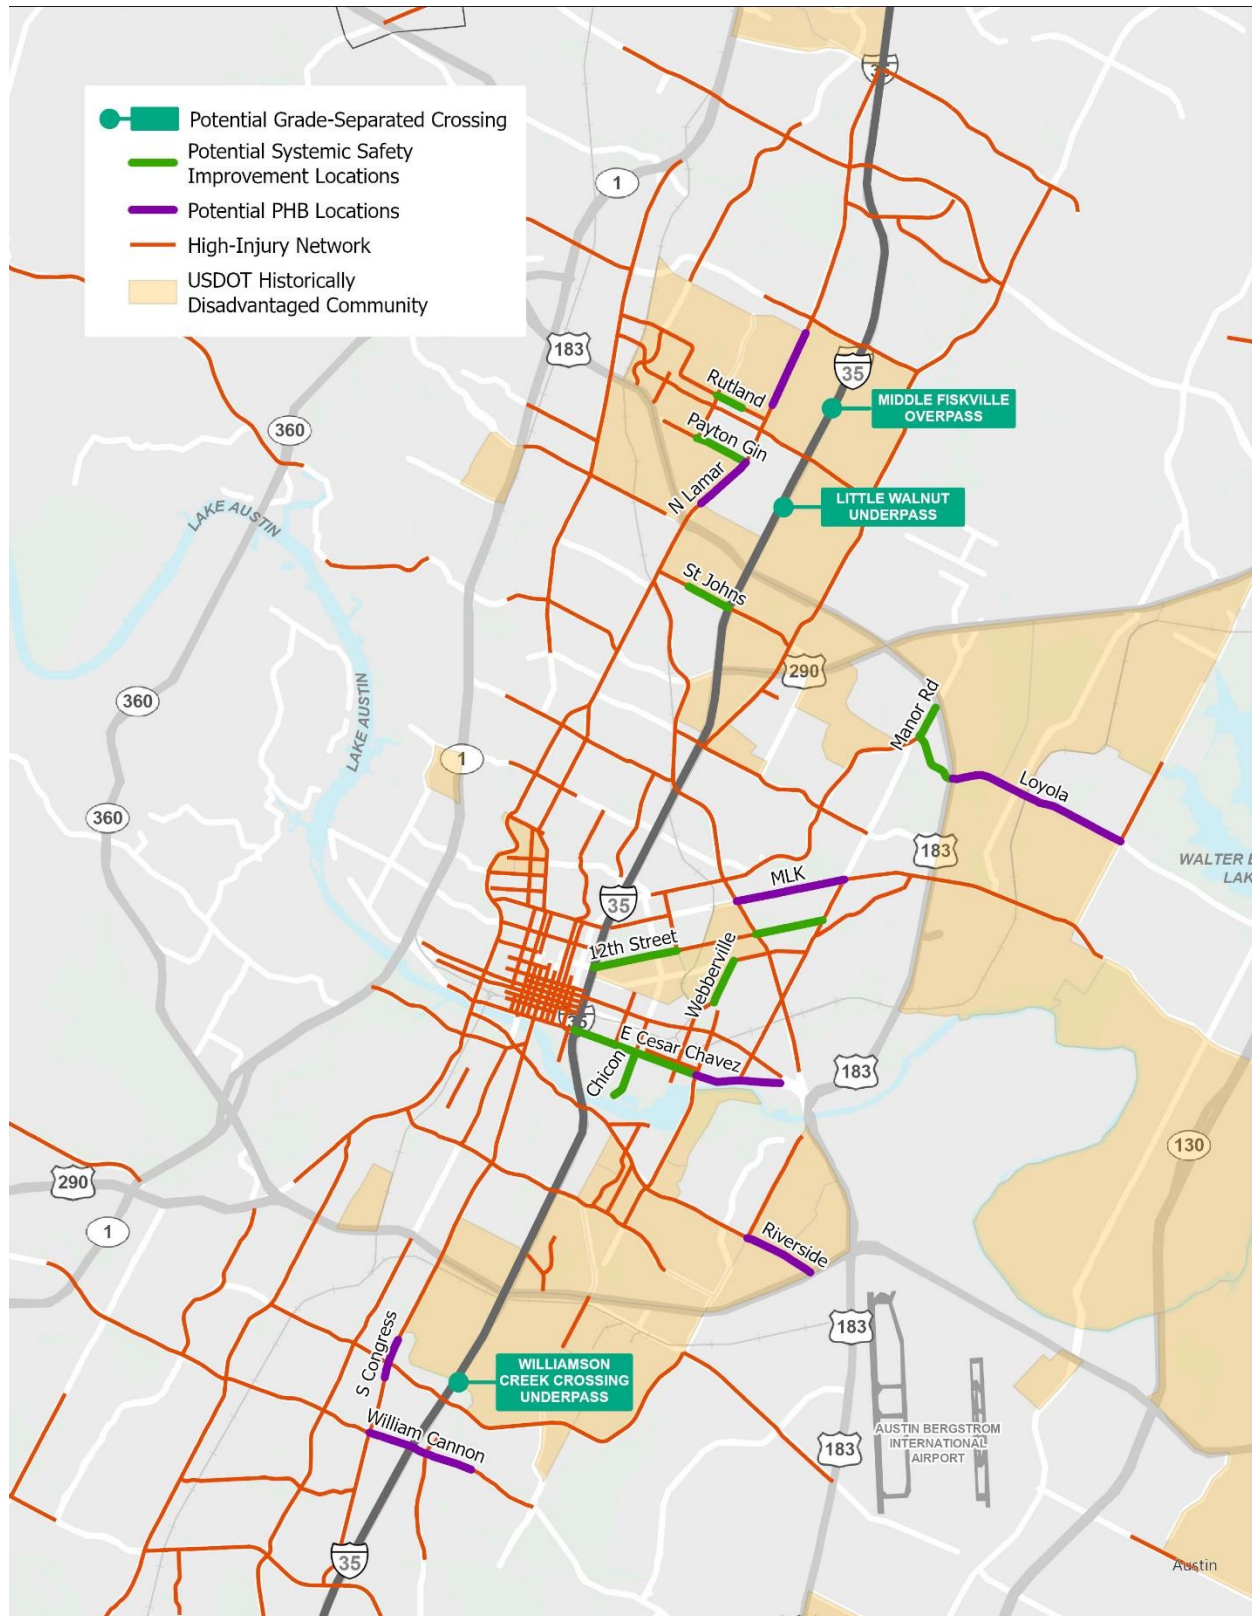 Potential Grade-Separated Crossing
Potential Systemic Safety
Improvement Locations
Potential PHB Locations
High-Injury Network
USDOT Historically
Disadvantaged Community
35
1
183
360
Rutland
35
MIDDLE FISKVILLE
OVERPASS
Payton Gin
N Lamar
LITTLE WALNUT
UNDERPASS
LAKE AUSTIN
St Johns
290
360
LAKE AUSTIN
Manor Rd
1
Loyola
360
183
WALTER
MLK
35
12th Street
Webberville
35
E Cesar Chavez
Chicon
183
130
290
1
Riverside
183
S Congress
WILLIAMSON
CREEK CROSSING
UNDERPASS
William Cannon
AUSTIN BERGSTROM
INTERNATIONAL
AIRPORT
183
35
Austin